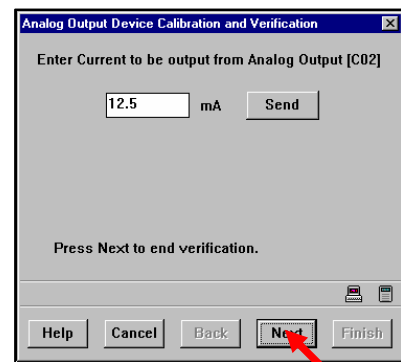 Analog Output Device Calibration and Verification
Enter Current to be output from Analog Output [C02]
12.5 mA Send
Press Next to end verification.
Help Cancel Back Next Finish